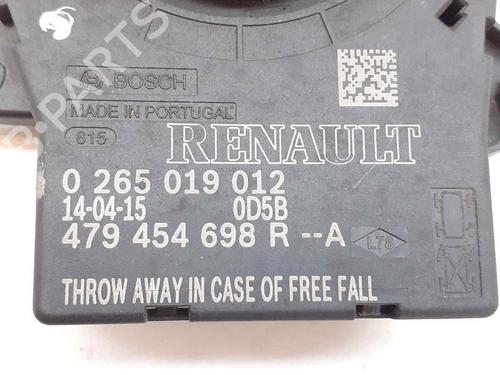 BOSCH
MADE IN PORTUGAL
815
RENAULT
0 265 019 012
14-04-15 0D5B
479 454 698 R --A
L78
THROW AWAY IN CASE OF FREE FALL